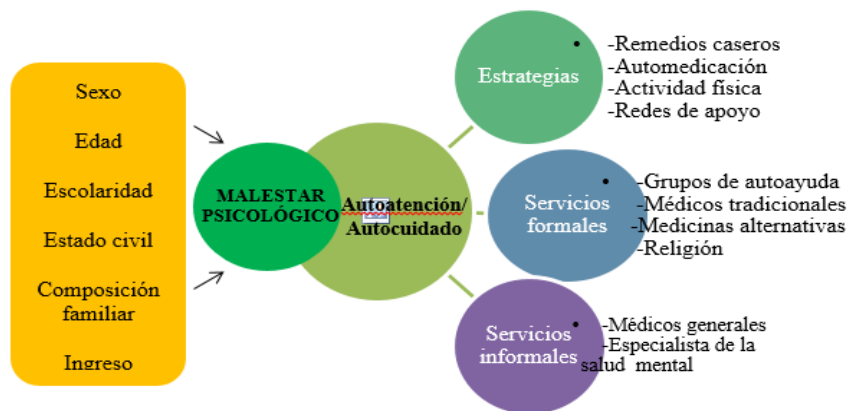 Sexo
Edad
Escolaridad
Estado civil
Composición
familiar
Ingreso
MALESTAR
PSICOLÓGICO
Autoatención/
Autocuidado
Estrategias
• -Remedios caseros
-Automedicación
-Actividad física
-Redes de apoyo
Servicios
formales
• -Grupos de autoayuda
-Médicos tradicionales
-Medicinas alternativas
-Religión
Servicios
informales
• -Médicos generales
-Especialista de la
salud mental